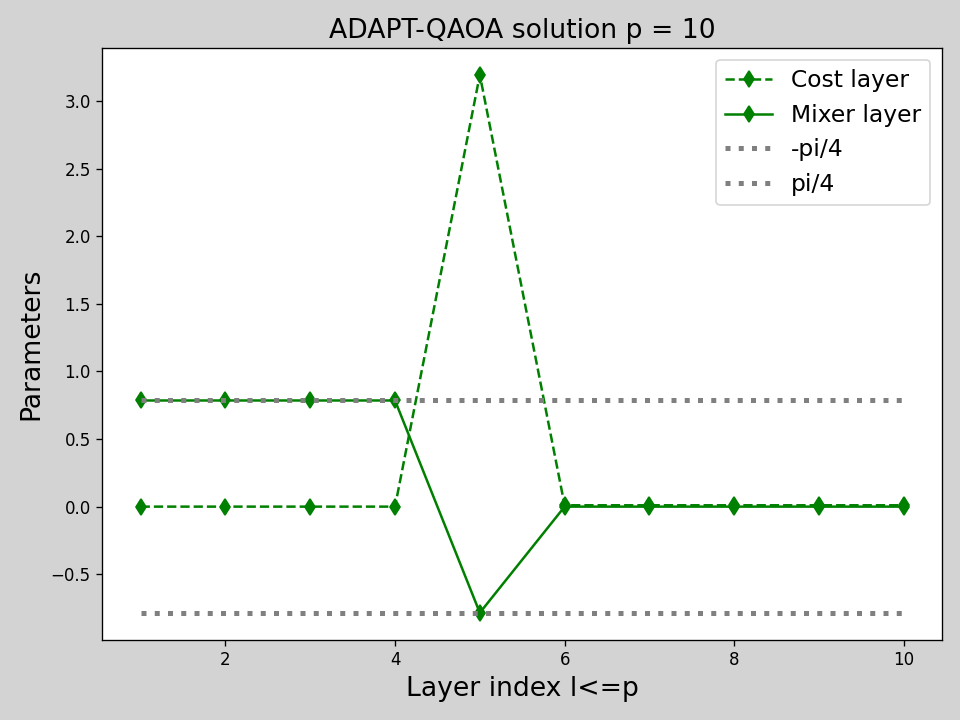 ADAPT-QAOA solution p = 10
Cost layer
Mixer layer
-pi/4
pi/4
3.0
2.5
2.0
1.5
1.0
0.5
0.0
−0.5
Parameters
2 4 6 8 10
Layer index l<=p